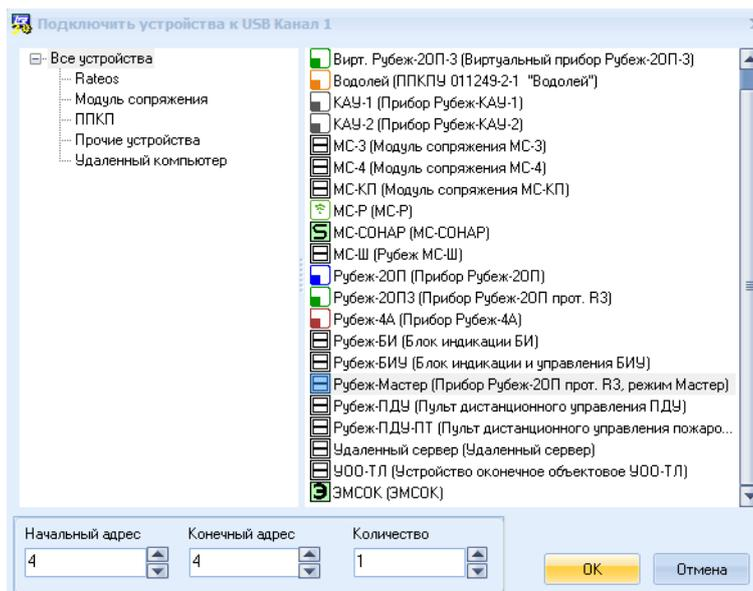 Подключить устройства к USB Канал 1
Все устройства
Rateos
Модуль сопряжения
ППКП
Прочие устройства
Удаленный компьютер
Вирт. Рубеж-2ОП-3 (Виртуальный прибор Рубеж-2ОП-3)
Водолей (ППКПУ 011249-2-1 "Водолей")
КАУ-1 (Прибор Рубеж-КАУ-1)
КАУ-2 (Прибор Рубеж-КАУ-2)
МС-3 (Модуль сопряжения МС-3)
МС-4 (Модуль сопряжения МС-4)
МС-КП (Модуль сопряжения МС-КП)
МС-Р (МС-Р)
МС-СОНАР (МС-СОНАР)
МС-Ш (Рубеж МС-Ш)
Рубеж-2ОП (Прибор Рубеж-2ОП)
Рубеж-2ОП3 (Прибор Рубеж-2ОП прот. R3)
Рубеж-4А (Прибор Рубеж-4А)
Рубеж-БИ (Блок индикации БИ)
Рубеж-БИУ (Блок индикации и управления БИУ)
Рубеж-Мастер (Прибор Рубеж-2ОП прот. R3, режим Мастер)
Рубеж-ПДУ (Пульт дистанционного управления ПДУ)
Рубеж-ПДУ-ПТ (Пульт дистанционного управления пожаро...
Удаленный сервер (Удаленный сервер)
УОО-ТЛ (Устройство оконечное объектовое УОО-ТЛ)
ЭМСОК (ЭМСОК)
Начальный адрес Конечный адрес Количество
4 4 1
ОК Отмена